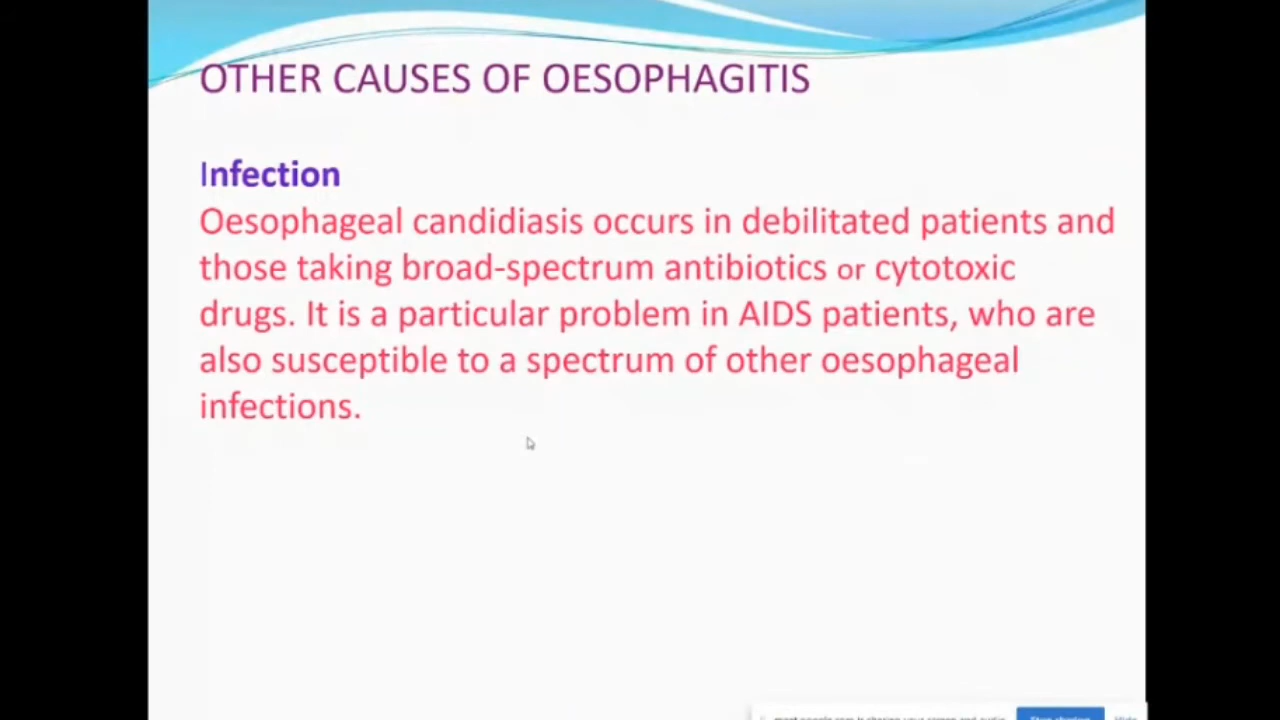 OTHER CAUSES OF OESOPHAGITIS
Infection
Oesophageal candidiasis occurs in debilitated patients and
those taking broad-spectrum antibiotics or cytotoxic
drugs. It is a particular problem in AIDS patients, who are
also susceptible to a spectrum of other oesophageal
infections.